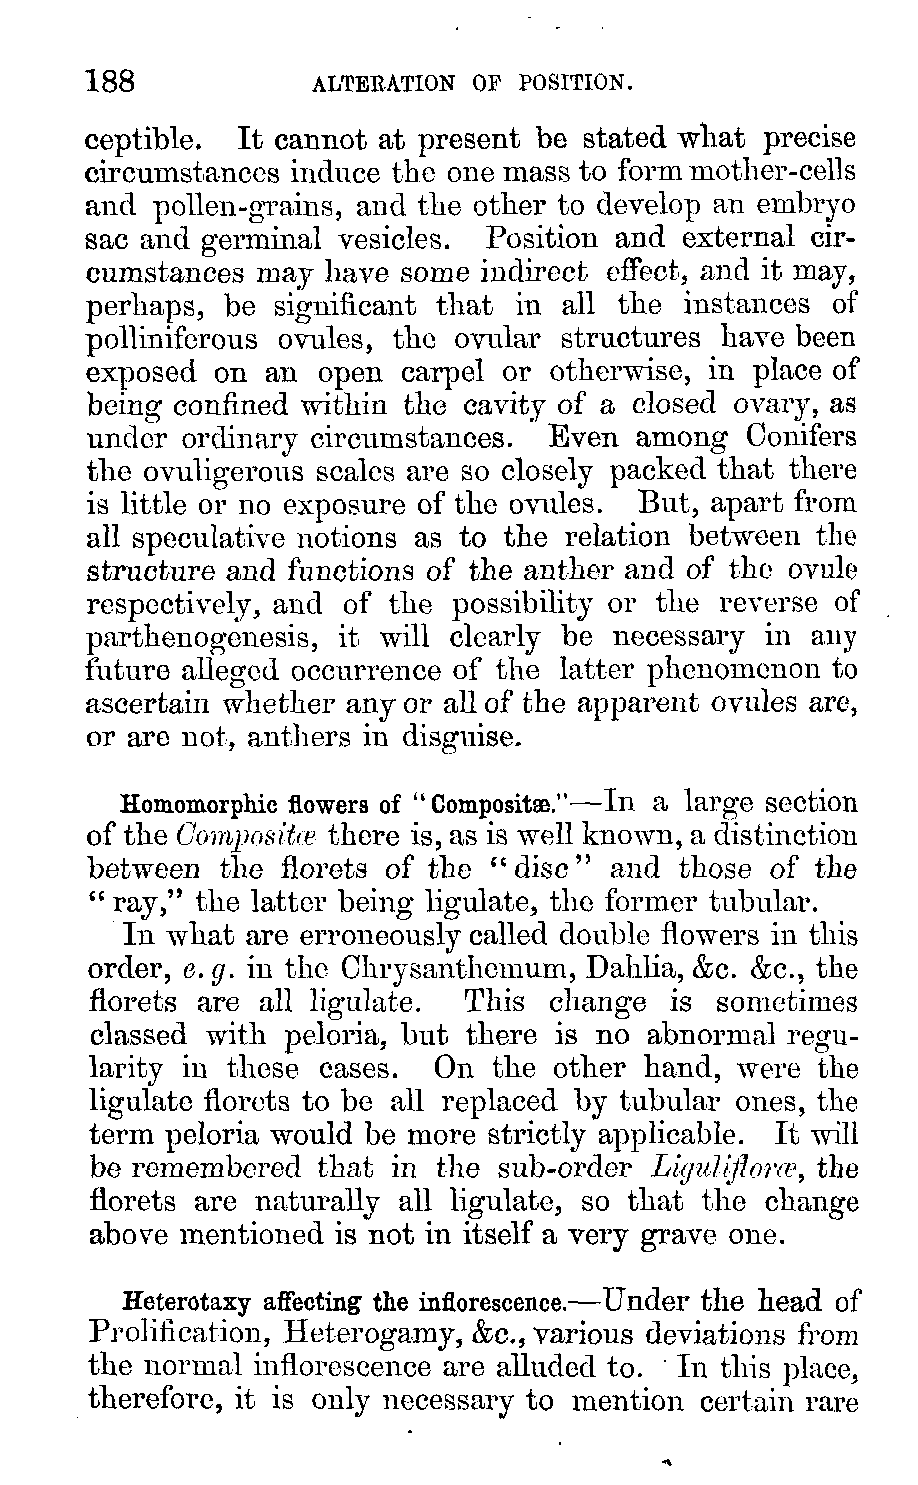 188 ALTERATION OF POSITION.
ceptible. It cannot at present be stated what precise
circumstances induce the one mass to form mother-cells
and pollen-grains, and the other to develop an embryo
sac and germinal vesicles. Position and external cir-
cumstances may have some indirect effect, and it may,
perhaps, be significant that in all the instances of
polliniferous ovules, the ovular structures have been
exposed on an open carpel or otherwise, in place of
being confined within the cavity of a closed ovary, as
under ordinary circumstances. Even among Conifers
the ovuligerous scales are so closely packed that there
is little or no exposure of the ovules. But, apart from
all speculative notions as to the relation between the
structure and functions of the anther and of the ovule
respectively, and of the possibility or the reverse of
parthenogenesis, it will clearly be necessary in any
future alleged occurrence of the latter phenomenon to
ascertain whether any or all of the apparent ovules are,
or are not, anthers in disguise.
Homomorphic flowers of "Compositæ."—In a large section
of the Compositæ there is, as is well known, a distinction
between the florets of the "disc" and those of the
"ray," the latter being ligulate, the former tubular.
In what are erroneously called double flowers in this
order, e. g. in the Chrysanthemum, Dahlia, &c. &c., the
florets are all ligulate. This change is sometimes
classed with peloria, but there is no abnormal regu-
larity in these cases. On the other hand, were the
ligulate florets to be all replaced by tubular ones, the
term peloria would be more strictly applicable. It will
be remembered that in the sub-order Ligulifloræ, the
florets are naturally all ligulate, so that the change
above mentioned is not in itself a very grave one.
Heterotaxy affecting the inflorescence.—Under the head of
Prolification, Heterogamy, &c., various deviations from
the normal inflorescence are alluded to. In this place,
therefore, it is only necessary to mention certain rare